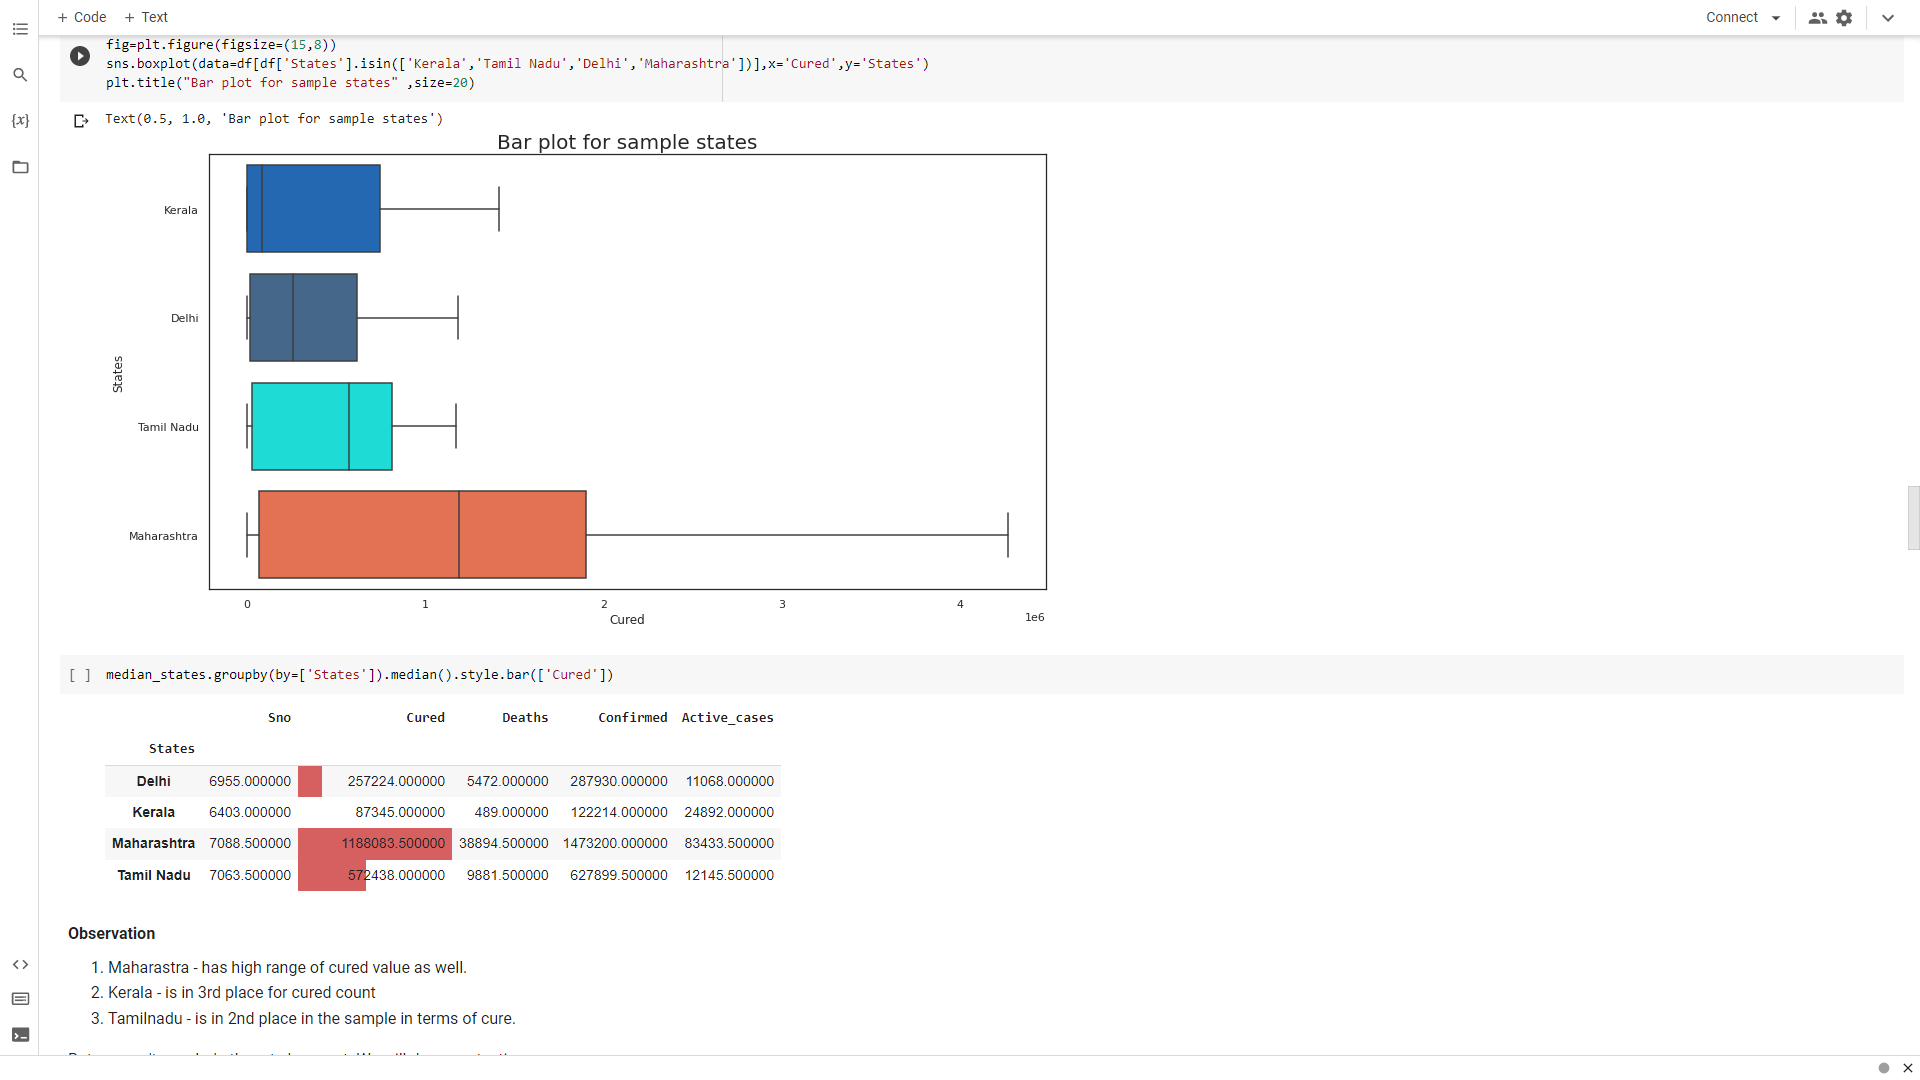 + Code + Text Connect
fig=plt.figure(figsize=(15,8))
sns.boxplot(data=df[df['States'].isin(['Kerala','Tamil Nadu','Delhi','Maharashtra'])],x='Cured',y='States')
plt.title("Bar plot for sample states" ,size=20)
{x}
Text(0.5, 1.0, 'Bar plot for sample states')
Bar plot for sample states
Kerala
Delhi
States
Tamil Nadu
Maharashtra
0 1 2 3 4
1e6
Cured
[ ] median_states.groupby(by=['States']).median().style.bar(['Cured'])
Sno Cured Deaths Confirmed Active_cases
States
Delhi 6955.000000 257224.000000 5472.000000 287930.000000 11068.000000
Kerala 6403.000000 87345.000000 489.000000 122214.000000 24892.000000
Maharashtra 7088.500000 1188083.500000 38894.500000 1473200.000000 83433.500000
Tamil Nadu 7063.500000 572438.000000 9881.500000 627899.500000 12145.500000
Observation
1. Maharastra - has high range of cured value as well.
2. Kerala - is in 3rd place for cured count
3. Tamilnadu - is in 2nd place in the sample in terms of cure.